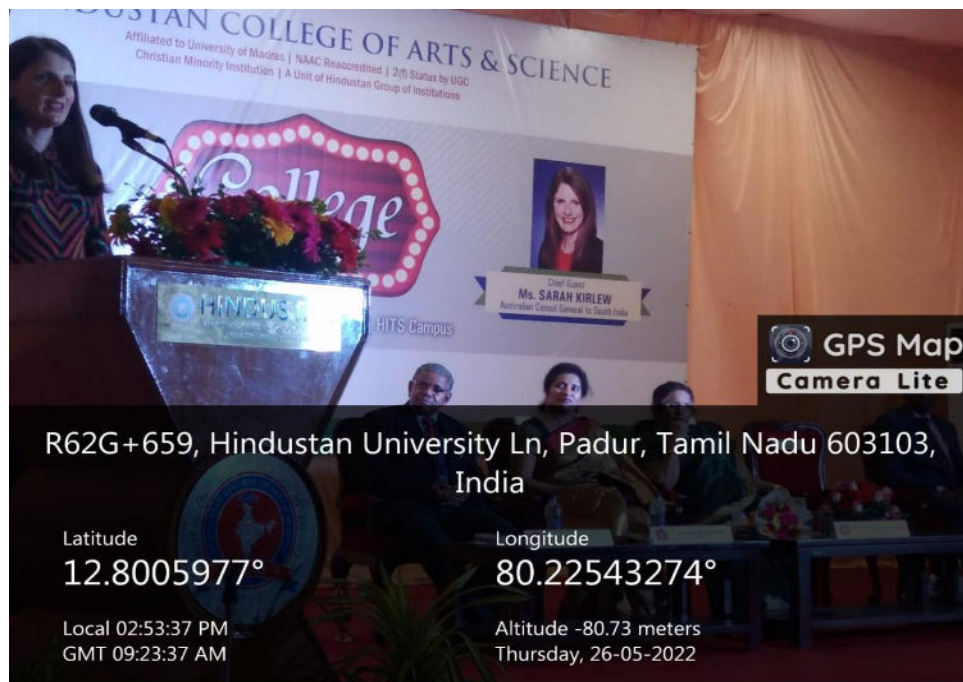 NDUSTAN COLLEGE OF ARTS & SCIENCE
Affiliated to University of Madras | NAAC Reaccredited | 2(f) Status by UGC
Christian Minority Institution | A Unit of Hindustan Group of Institutions
College
Chief Guest
Ms. SARAH KIRLEW
Australian Consul General to South India
HINDUST
HITS Campus
GPS Map
Camera Lite
R62G+659, Hindustan University Ln, Padur, Tamil Nadu 603103,
India
Latitude
12.8005977°
Longitude
80.22543274°
Local 02:53:37 PM
GMT 09:23:37 AM
Altitude -80.73 meters
Thursday, 26-05-2022